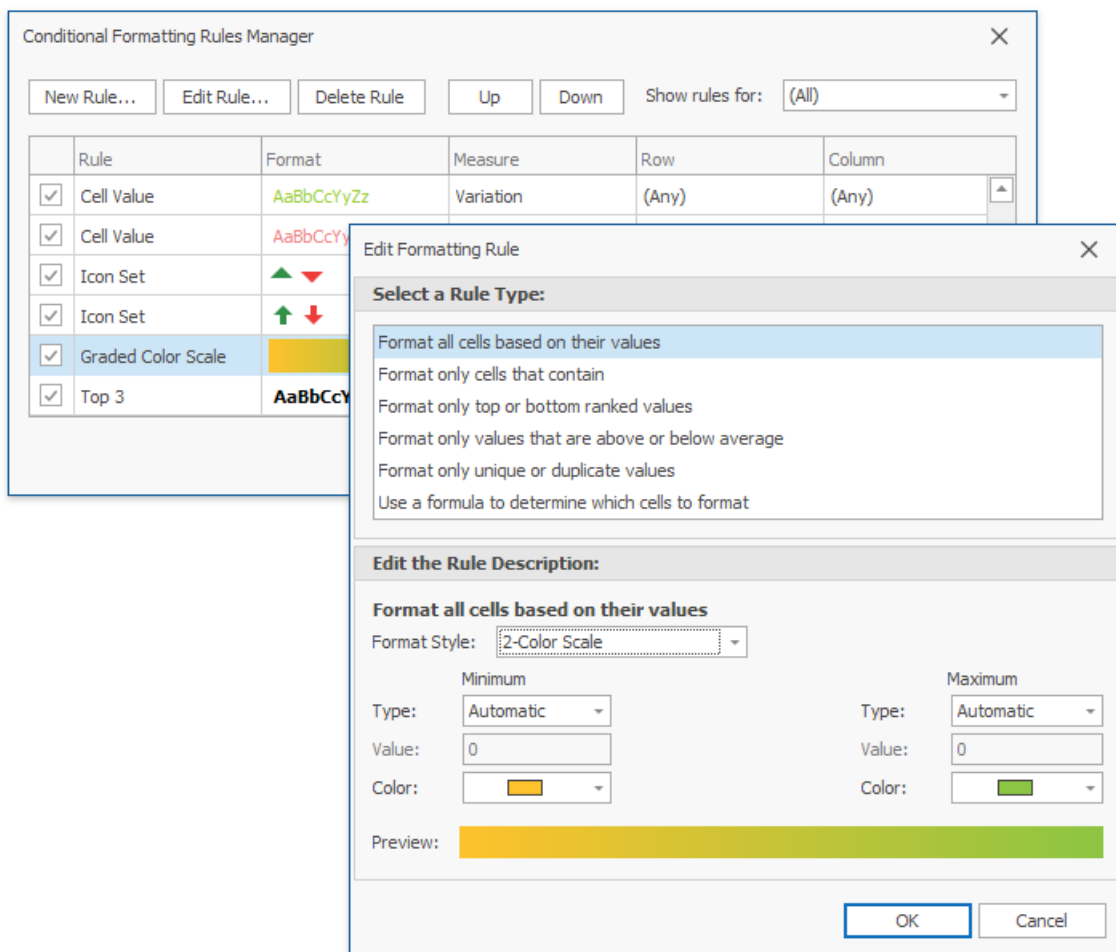 Conditional Formatting Rules Manager
New Rule... Edit Rule... Delete Rule Up Down Show rules for: (All)
Rule Format Measure Row Column
Cell Value AaBbCcYyZz Variation (Any) (Any)
Cell Value AaBbCcYy
Icon Set
Icon Set
Graded Color Scale
Top 3 AaBbCcY
Edit Formatting Rule
Select a Rule Type:
Format all cells based on their values
Format only cells that contain
Format only top or bottom ranked values
Format only values that are above or below average
Format only unique or duplicate values
Use a formula to determine which cells to format
Edit the Rule Description:
Format all cells based on their values
Format Style: 2-Color Scale
Minimum Maximum
Type: Automatic Type: Automatic
Value: 0 Value: 0
Color: Color:
Preview:
OK Cancel